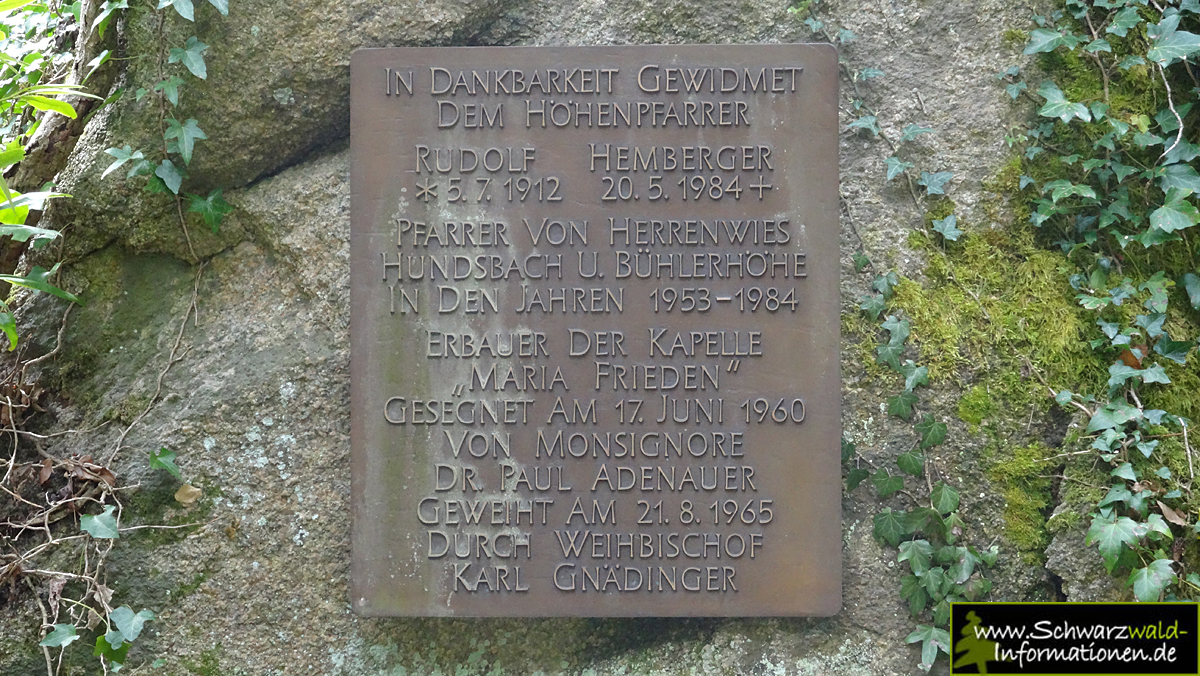 In Dankbarkeit Gewidmet
Dem Höhenpfarrer
Rudolf Hemberger
* 5. 7. 1912 20. 5. 1984 +
Pfarrer Von Herrenwies
Hundsbach U. Bühlerhöhe
In Den Jahren 1953-1984
Erbauer Der Kapelle
„Maria Frieden"
Gesegnet Am 17. Juni 1960
Von Monsignore
Dr. Paul Adenauer
Geweiht Am 21. 8. 1965
Durch Weihbischof
Karl Gnädinger
www.Schwarzwald-
Informationen.de